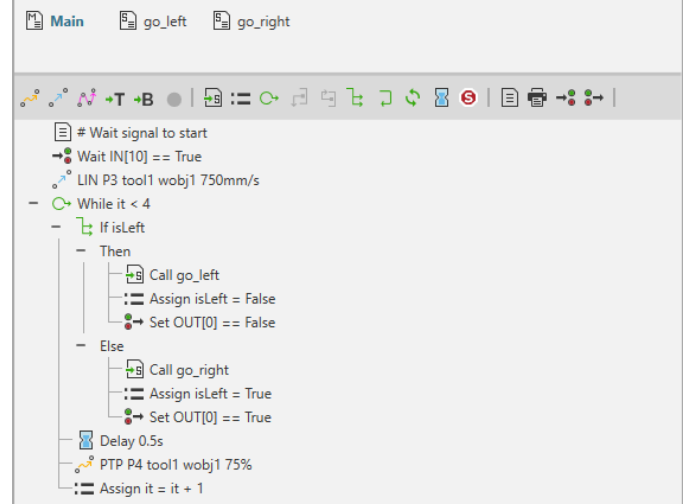 Main go_left go_right
+T +B S
# Wait signal to start
Wait IN[10] == True
LIN P3 tool1 wobj1 750mm/s
While it < 4
If isLeft
Then
Call go_left
Assign isLeft = False
Set OUT[0] == False
Else
Call go_right
Assign isLeft = True
Set OUT[0] == True
Delay 0.5s
PTP P4 tool1 wobj1 75%
Assign it = it + 1